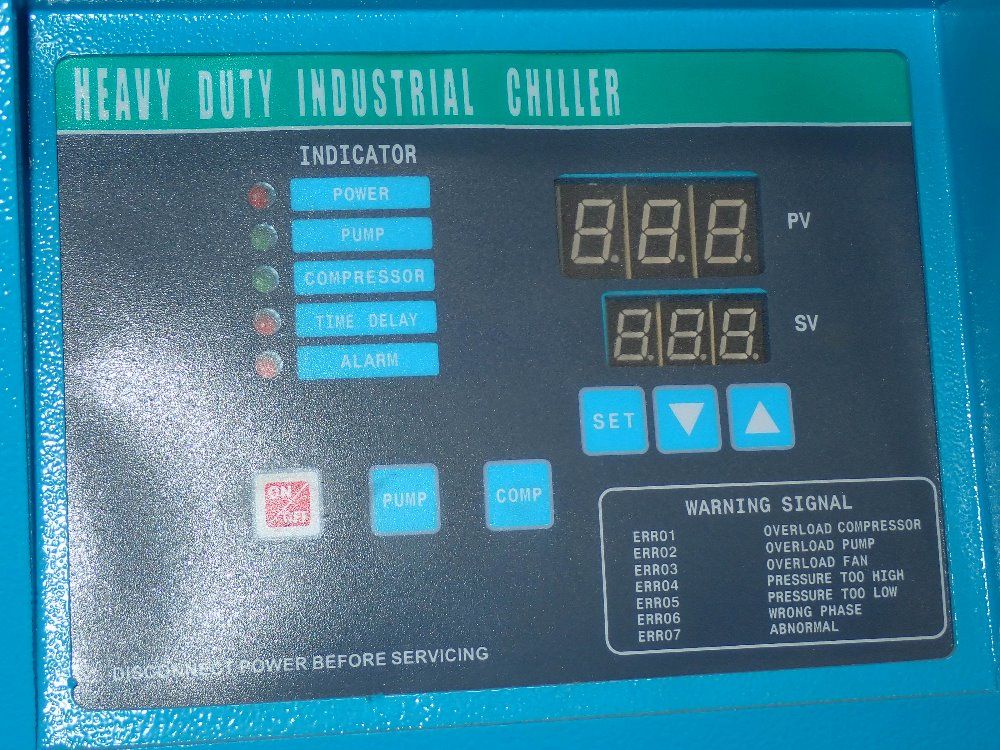 HEAVY DUTY INDUSTRIAL CHILLER
INDICATOR
POWER
PUMP
COMPRESSOR
TIME DELAY
ALARM
PV
SV
SET
ON/OFF
PUMP
COMP
WARNING SIGNAL
ERR01 OVERLOAD COMPRESSOR
ERR02 OVERLOAD PUMP
ERR03 OVERLOAD FAN
ERR04 PRESSURE TOO HIGH
ERR05 PRESSURE TOO LOW
ERR06 WRONG PHASE
ERR07 ABNORMAL
DISCONNECT POWER BEFORE SERVICING